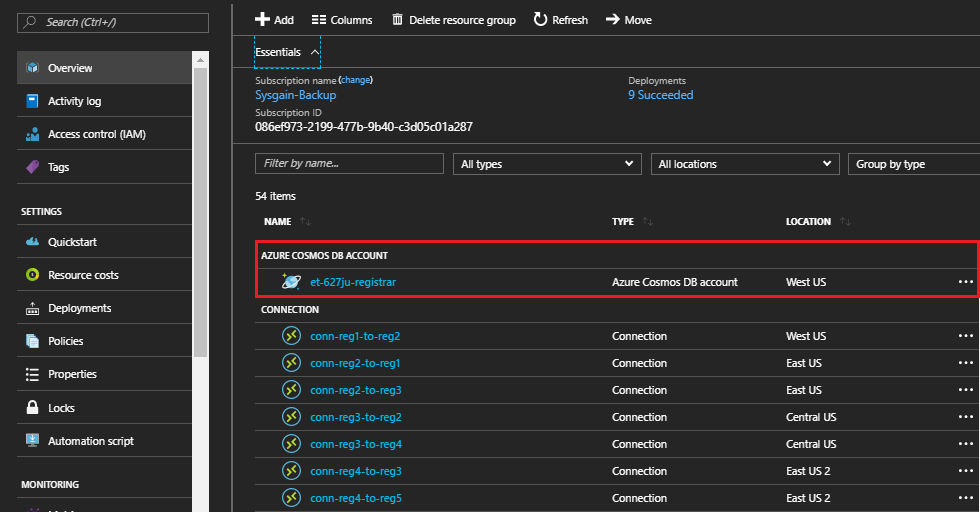 Search (Ctrl+/)
Overview
Activity log
Access control (IAM)
Tags
SETTINGS
Quickstart
Resource costs
Deployments
Policies
Properties
Locks
Automation script
MONITORING
Add Columns Delete resource group Refresh Move
Essentials
Subscription name (change)
Sysgain-Backup
Subscription ID
086ef973-2199-477b-9b40-c3d05c01a287
Deployments
9 Succeeded
Filter by name... All types All locations Group by type
54 items
NAME TYPE LOCATION
AZURE COSMOS DB ACCOUNT
et-627ju-registrar Azure Cosmos DB account West US
CONNECTION
conn-reg1-to-reg2 Connection West US
conn-reg2-to-reg1 Connection East US
conn-reg2-to-reg3 Connection East US
conn-reg3-to-reg2 Connection Central US
conn-reg3-to-reg4 Connection Central US
conn-reg4-to-reg3 Connection East US 2
conn-reg4-to-reg5 Connection East US 2